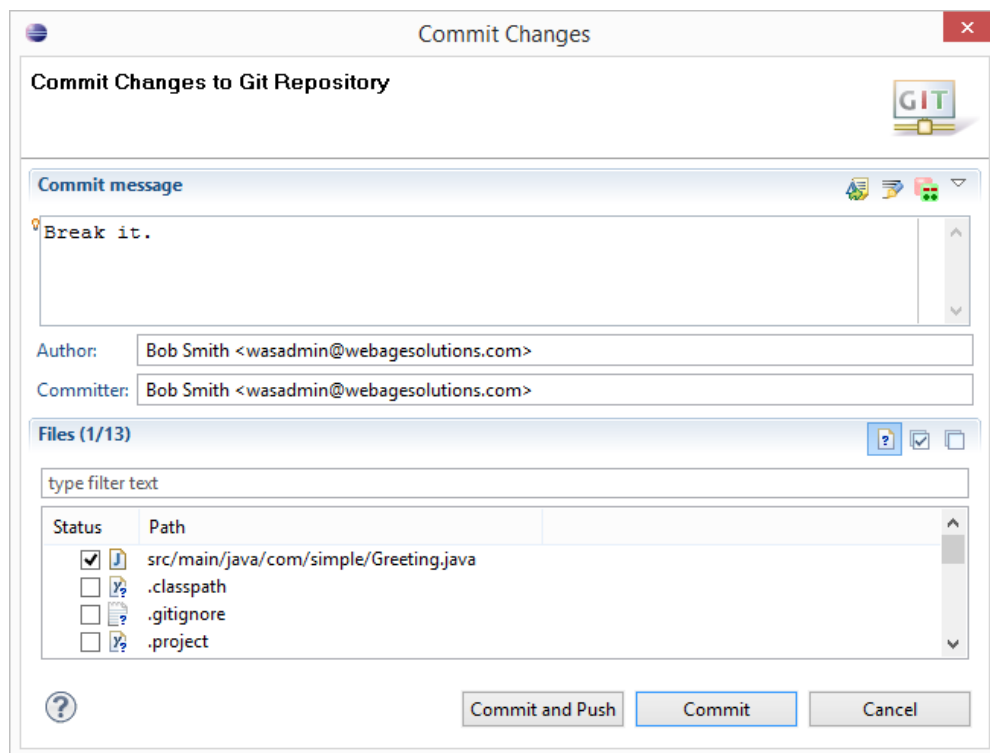 Commit Changes
Commit Changes to Git Repository
GIT
Commit message
Break it.
Author: Bob Smith <wasadmin@webagesolutions.com>
Committer: Bob Smith <wasadmin@webagesolutions.com>
Files (1/13)
type filter text
Status Path
src/main/java/com/simple/Greeting.java
.classpath
.gitignore
.project
Commit and Push Commit Cancel